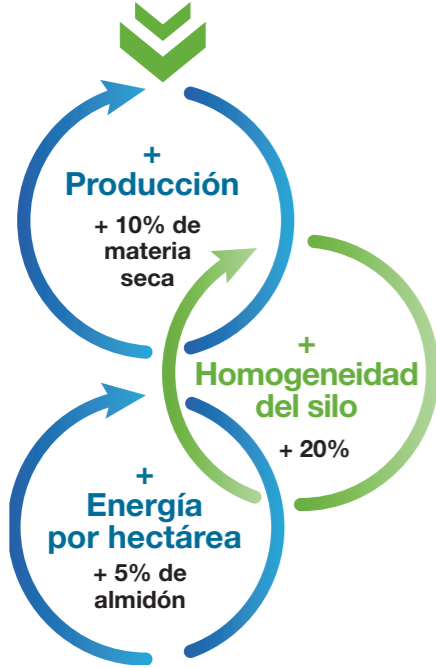 +
Producción
+ 10% de
materia
seca
+
Homogeneidad
del silo
+ 20%
+
Energía
por hectárea
+ 5% de
almidón